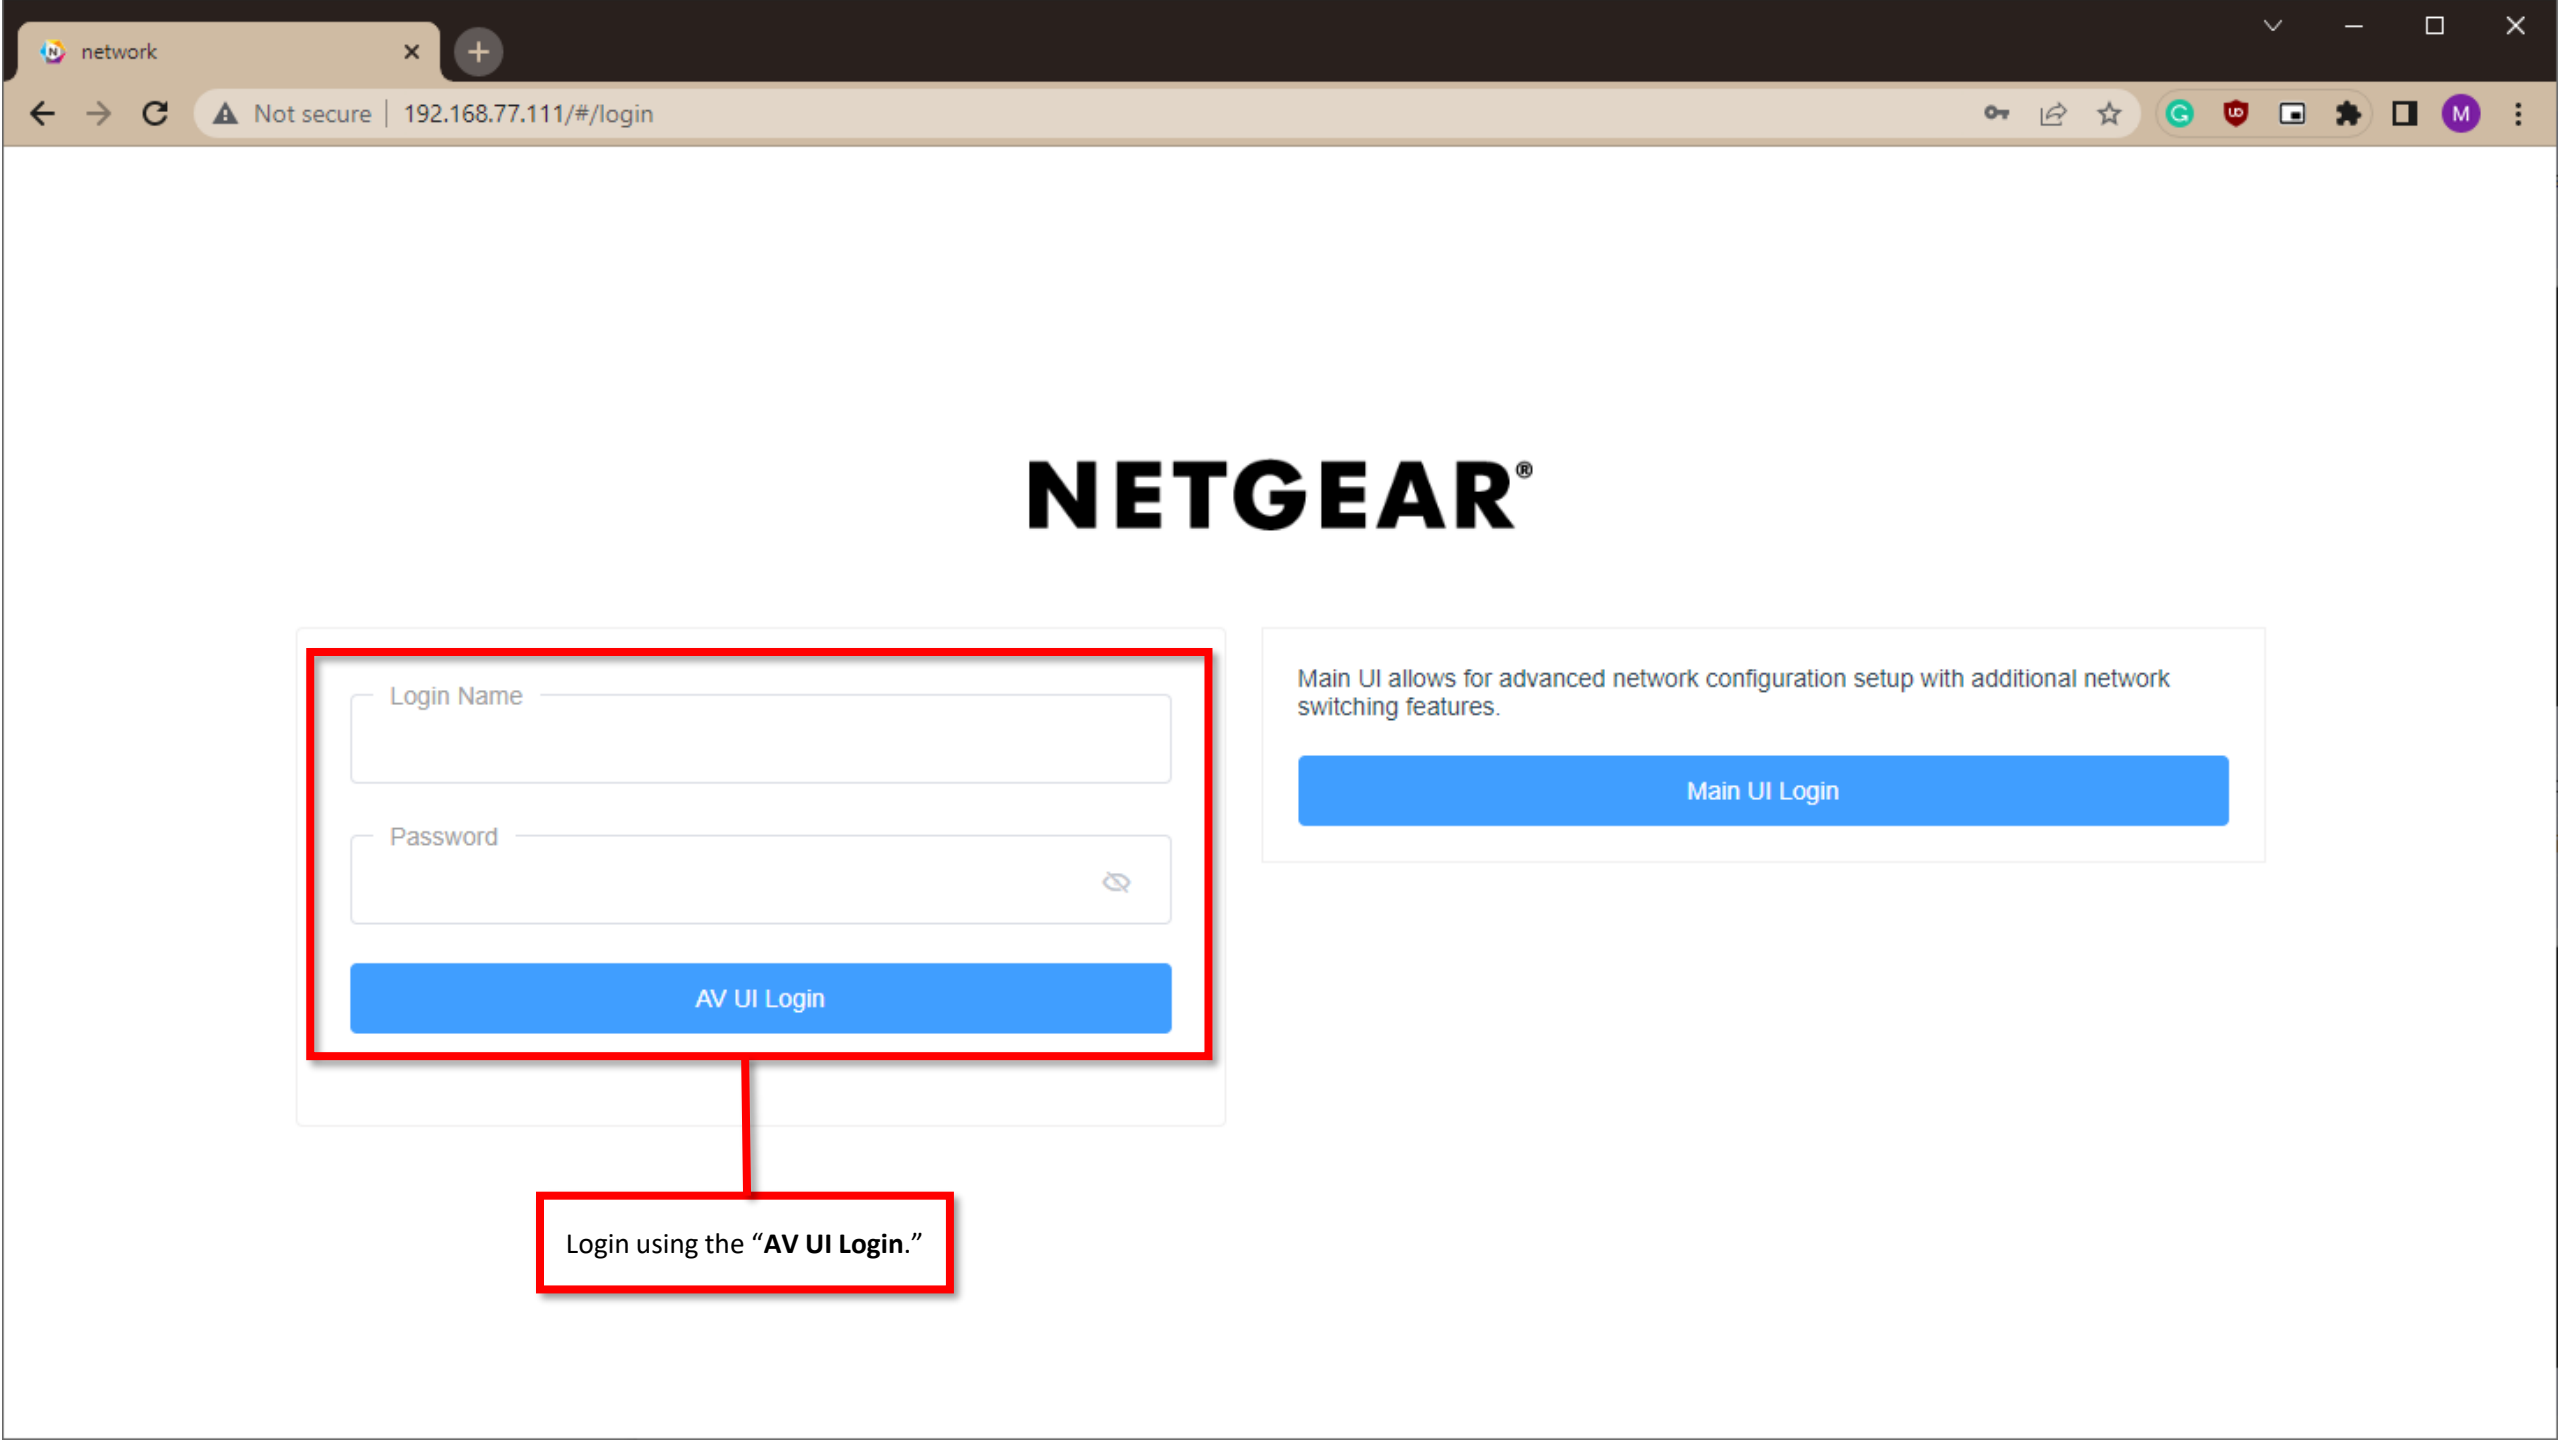 network
Not secure | 192.168.77.111/#/login
M
NETGEAR®
Login Name
Password
AV UI Login
Main UI allows for advanced network configuration setup with additional network
switching features.
Main UI Login
Login using the “AV UI Login.”